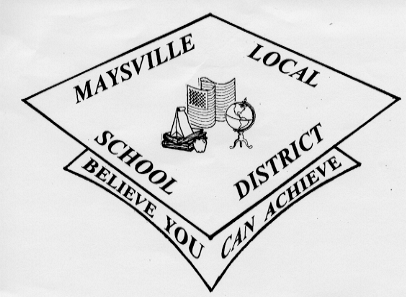 MAYSVILLE
LOCAL
SCHOOL
DISTRICT
BELIEVE YOU
CAN ACHIEVE